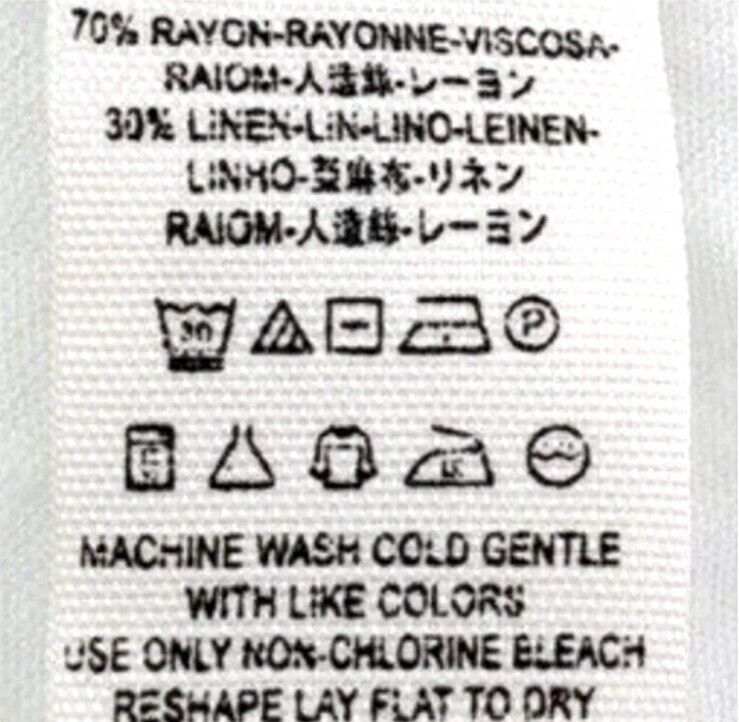 70% RAYON-RAYONNE-VISCOSA-
RAIOM-人造絲-レーヨン
30% LINEN-LIN-LINO-LEINEN-
LINHO-亞麻布-リネン
RAIOM-人造絲-レーヨン
30 P
MACHINE WASH COLD GENTLE
WITH LIKE COLORS
USE ONLY NON-CHLORINE BLEACH
RESHAPE LAY FLAT TO DRY